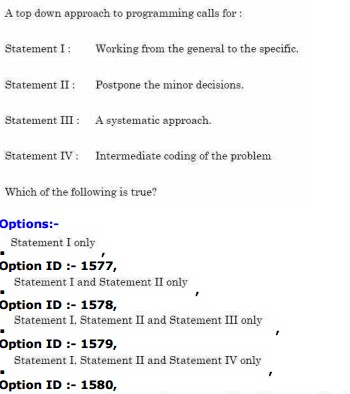 A top down approach to programming calls for :
Statement I : Working from the general to the specific.
Statement II : Postpone the minor decisions.
Statement III : A systematic approach.
Statement IV : Intermediate coding of the problem
Which of the following is true?
Options:-
Statement I only ,
Option ID :- 1577,
Statement I and Statement II only ,
Option ID :- 1578,
Statement I, Statement II and Statement III only ,
Option ID :- 1579,
Statement I, Statement II and Statement IV only ,
Option ID :- 1580,